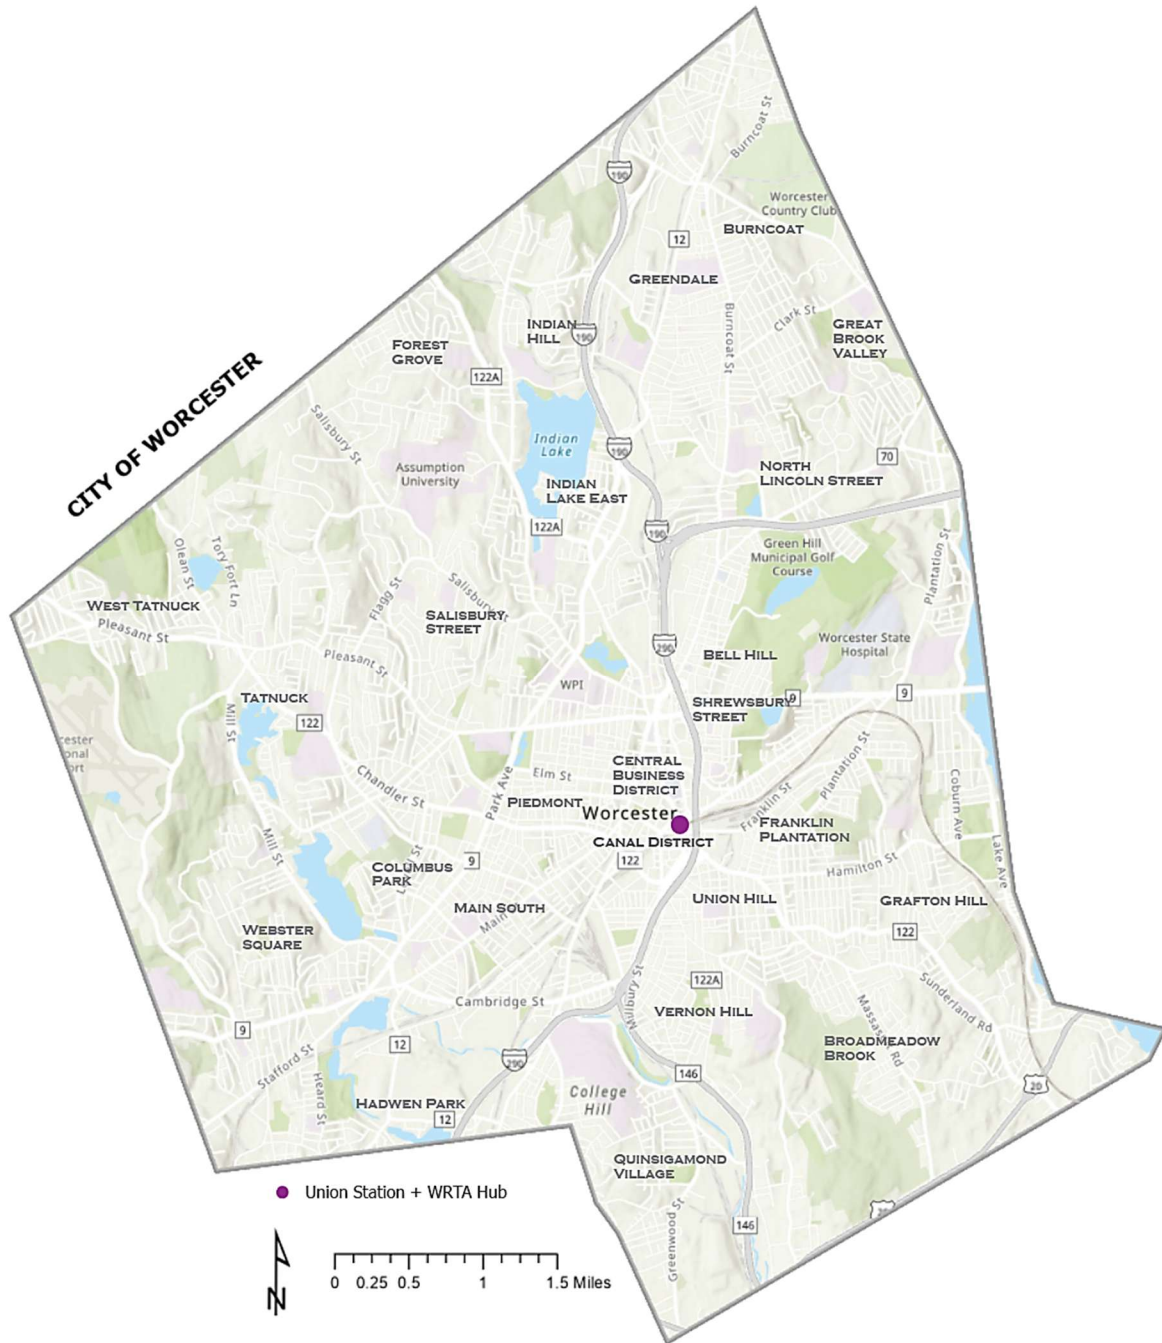 Burncoat St
190
Worcester
Country Club
BURNCOAT
12
GREENDALE
Burncoat St
Clark St
GREAT
BROOK
VALLEY
INDIAN
HILL
190
FOREST
GROVE
122A
CITY OF WORCESTER
Salisbury St
Indian
Lake
190
Assumption
University
70
NORTH
LINCOLN STREET
INDIAN
LAKE EAST
122A
190
Green Hill
Municipal Golf
Course
Plantation St
Olean St
Tory Fort Ln
Flagg St
Salisbury St
WEST TATNUCK
Pleasant St
SALISBURY
STREET
Worcester State
Hospital
290
BELL HILL
Pleasant St
WPI
TATNUCK
9
9
SHREWSBURY
STREET
Mill St
122
CENTRAL
BUSINESS
DISTRICT
Elm St
Chandler St
Park Ave
Plantation St
Franklin St
Coburn Ave
PIEDMONT
Worcester
CANAL DISTRICT
FRANKLIN
PLANTATION
Mill St
9
122
Hamilton St
Lake Ave
COLUMBUS
PARK
UNION HILL
GRAFTON HILL
MAIN SOUTH
Main
WEBSTER
SQUARE
122
122A
Sunderland Rd
Cambridge St
Millbury St
VERNON HILL
9
12
BROADMEADOW
BROOK
290
Stafford St
Heard St
146
20
College
Hill
HADWEN PARK
12
QUINSIGAMOND
VILLAGE
Union Station + WRTA Hub
Greenwood St
146
N
0 0.25 0.5 1 1.5 Miles